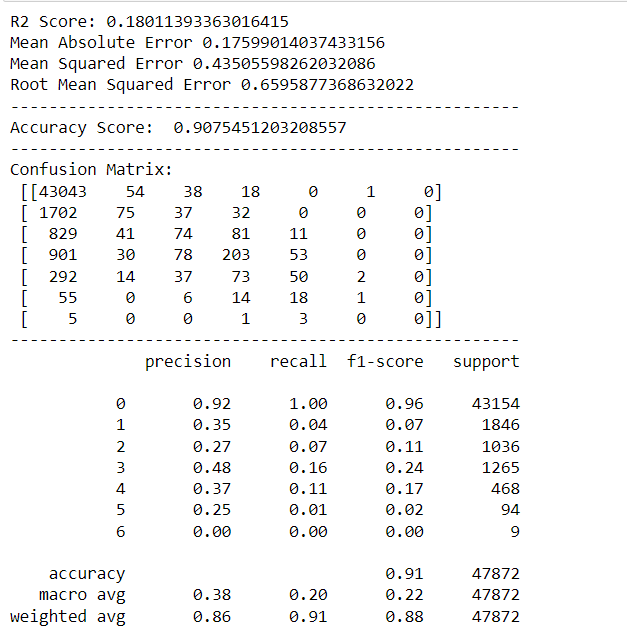 R2 Score: 0.18011393363016415
Mean Absolute Error 0.17599014037433156
Mean Squared Error 0.43505598262032086
Root Mean Squared Error 0.6595877368632022
-----------------------------------------------------
Accuracy Score:  0.9075451203208557
-----------------------------------------------------
Confusion Matrix:
[[43043    54    38    18     0     1     0]
[ 1702    75    37    32     0     0     0]
[  829    41    74    81    11     0     0]
[  901    30    78   203    53     0     0]
[  292    14    37    73    50     2     0]
[   55     0     6    14    18     1     0]
[    5     0     0     1     3     0     0]]
-----------------------------------------------------
precision    recall  f1-score   support
0       0.92      1.00      0.96     43154
1       0.35      0.04      0.07      1846
2       0.27      0.07      0.11      1036
3       0.48      0.16      0.24      1265
4       0.37      0.11      0.17       468
5       0.25      0.01      0.02        94
6       0.00      0.00      0.00         9
accuracy                           0.91     47872
macro avg       0.38      0.20      0.22     47872
weighted avg       0.86      0.91      0.88     47872